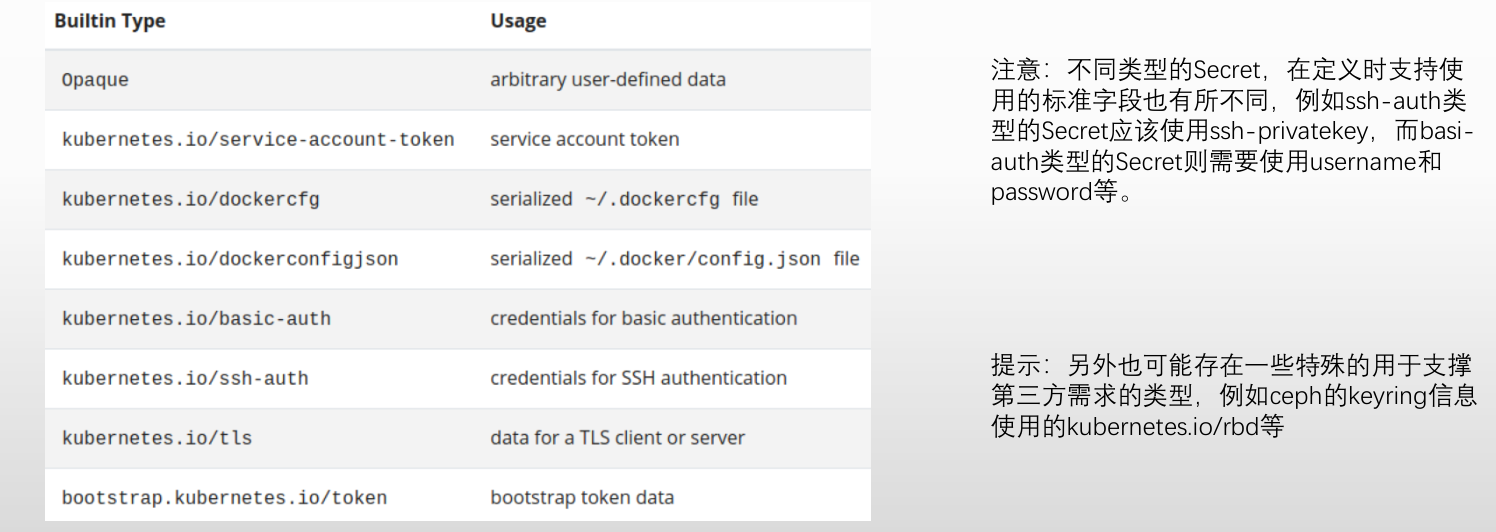 Builtin Type Usage
Opaque arbitrary user-defined data
kubernetes.io/service-account-token service account token
kubernetes.io/dockercfg serialized ~/.dockercfg file
kubernetes.io/dockerconfigjson serialized ~/.docker/config.json file
kubernetes.io/basic-auth credentials for basic authentication
kubernetes.io/ssh-auth credentials for SSH authentication
kubernetes.io/tls data for a TLS client or server
bootstrap.kubernetes.io/token bootstrap token data
注意：不同类型的Secret，在定义时支持使
用的标准字段也有所不同，例如ssh-auth类
型的Secret应该使用ssh-privatekey，而basi-
auth类型的Secret则需要使用username和
password等。
提示：另外也可能存在一些特殊的用于支撑
第三方需求的类型，例如ceph的keyring信息
使用的kubernetes.io/rbd等